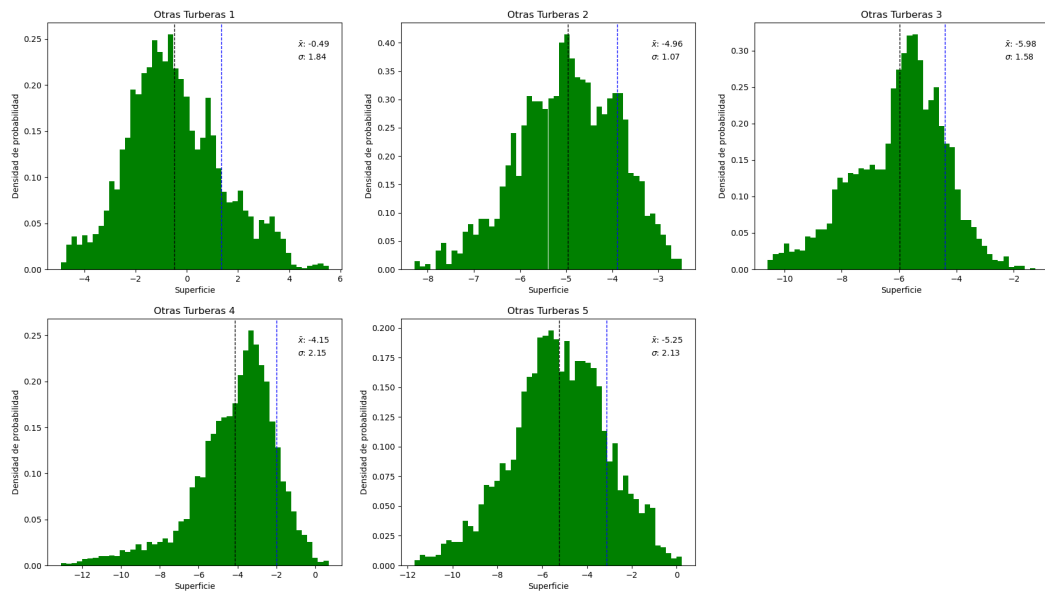 Otras Turberas 1
x̄: -0.49
σ: 1.84
Densidad de probabilidad
0.25
0.20
0.15
0.10
0.05
0.00
−4 −2 0 2 4 6
Superficie
Otras Turberas 2
x̄: -4.96
σ: 1.07
Densidad de probabilidad
0.40
0.35
0.30
0.25
0.20
0.15
0.10
0.05
0.00
−8 −7 −6 −5 −4 −3
Superficie
Otras Turberas 3
x̄: -5.98
σ: 1.58
Densidad de probabilidad
0.30
0.25
0.20
0.15
0.10
0.05
0.00
−10 −8 −6 −4 −2
Superficie
Otras Turberas 4
x̄: -4.15
σ: 2.15
Densidad de probabilidad
0.25
0.20
0.15
0.10
0.05
0.00
−12 −10 −8 −6 −4 −2 0
Superficie
Otras Turberas 5
x̄: -5.25
σ: 2.13
Densidad de probabilidad
0.200
0.175
0.150
0.125
0.100
0.075
0.050
0.025
0.000
−12 −10 −8 −6 −4 −2 0
Superficie